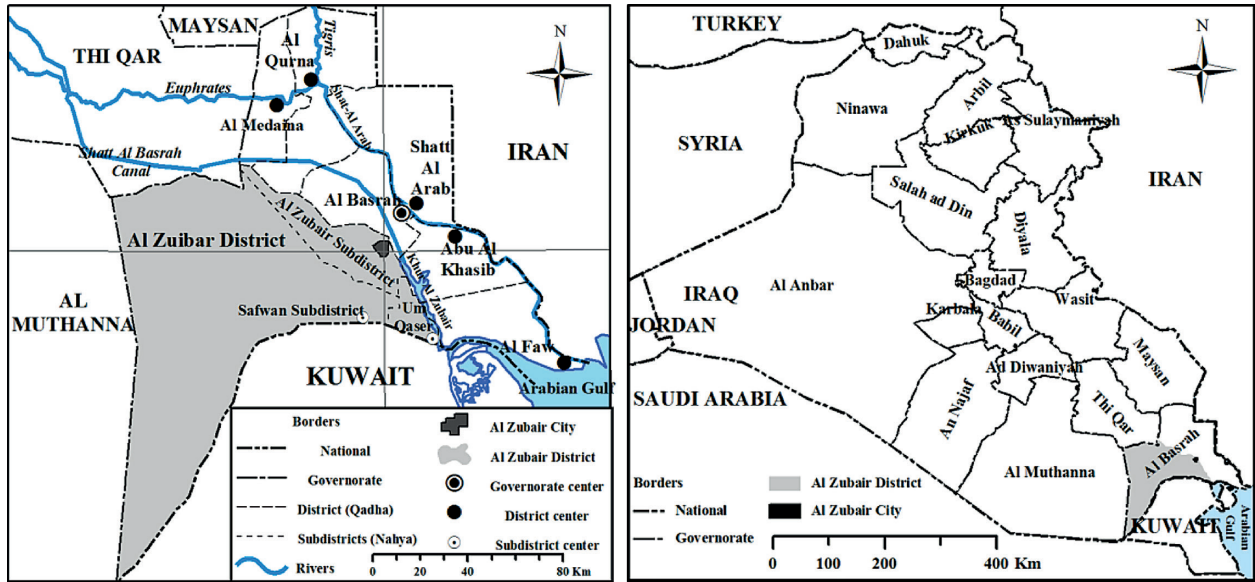 MAYSAN
THI QAR
Al
Qurna
Tigris
N
Euphrates
Al Medaina
Shat-Al Arab
Shatt Al Basrah
Canal
Shatt
Al
Arab
IRAN
Al Basrah
Al Zuibar District
Al Zubair Subdistrict
Abu Al
Khasib
Khur Al Zubair
AL
MUTHANNA
Safwan Subdistrict
Um
Qaser
Al Faw
KUWAIT
Arabian Gulf
Borders
National
Governorate
District (Qadha)
Subdistricts (Nahya)
Rivers
Al Zubair City
Al Zubair District
Governorate center
District center
Subdistrict center
0 20 40 80 Km
TURKEY
N
Dahuk
Ninawa
Arbil
Kirkuk
As Sulaymaniyah
SYRIA
IRAN
Salah ad Din
Diyala
Al Anbar
Bagdad
IRAQ
Wasit
Karbala
JORDAN
Babil
Maysan
Ad Diwaniyah
SAUDI ARABIA
An Najaf
Thi Qar
Al Basrah
Al Muthanna
KUWAIT
Arabian
Gulf
Borders
National
Governorate
Al Zubair District
Al Zubair City
0 100 200 400 Km